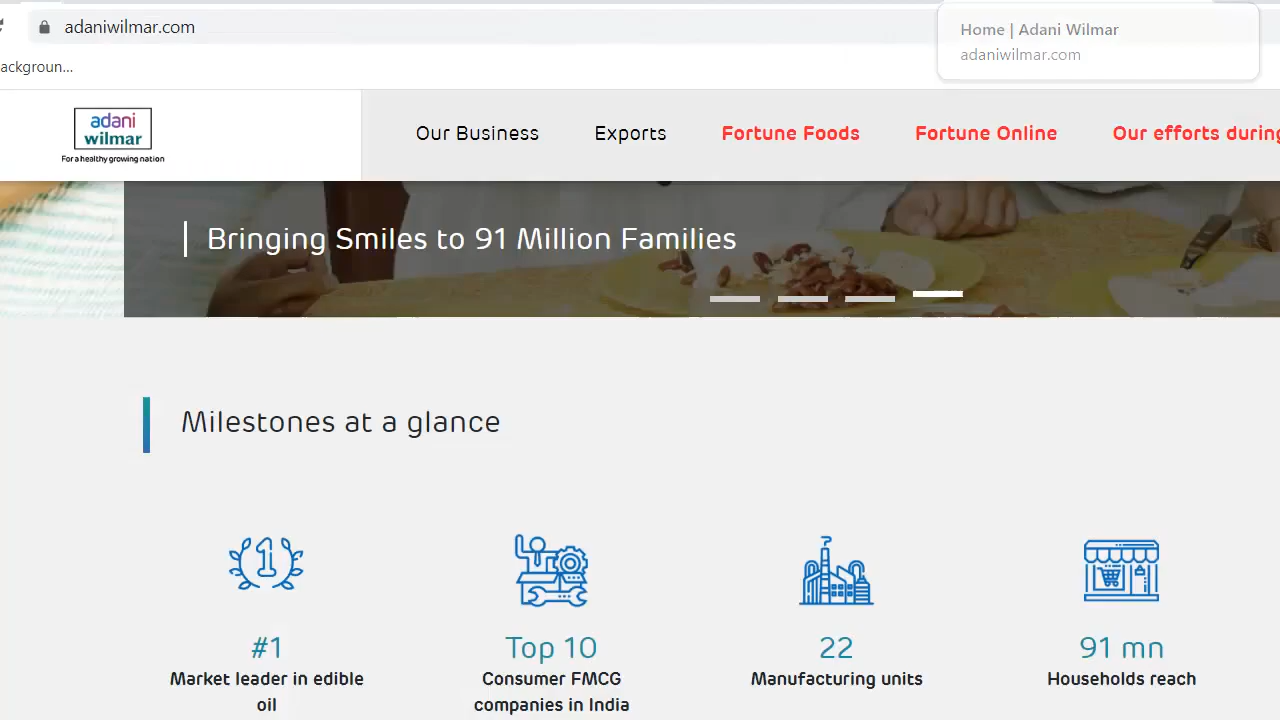 adaniwilmar.com
Home | Adani Wilmar
adaniwilmar.com
ackgroun...
adani
wilmar
For a healthy growing nation
Our Business
Exports
Fortune Foods
Fortune Online
Our efforts during
Bringing Smiles to 91 Million Families
Milestones at a glance
#1
Market leader in edible
oil
Top 10
Consumer FMCG
companies in India
22
Manufacturing units
91 mn
Households reach